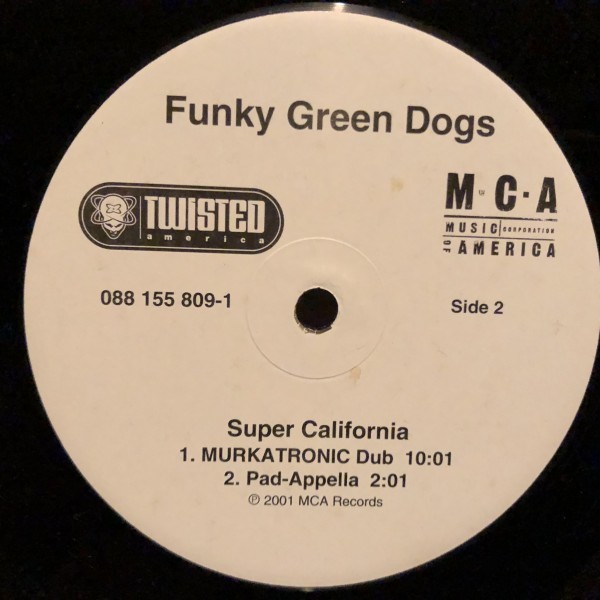 Funky Green Dogs
TWISTED
america
M OF C·A
MUSIC CORPORATION
OF AMERICA
088 155 809-1
Side 2
Super California
1. MURKATRONIC Dub 10:01
2. Pad-Appella 2:01
℗ 2001 MCA Records